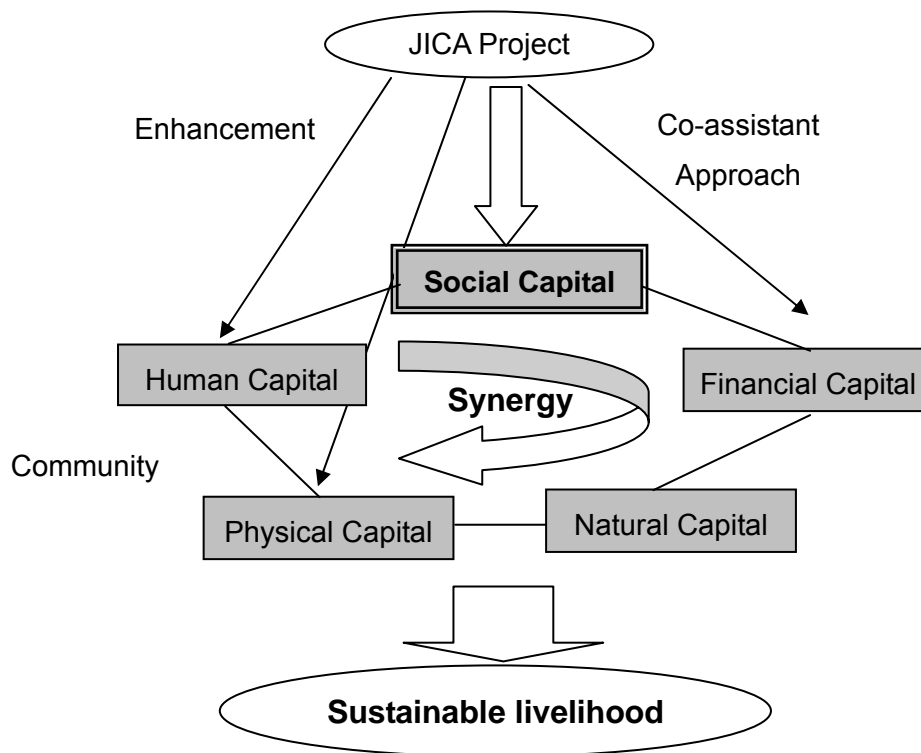 JICA Project
Enhancement
Co-assistant
Approach
Social Capital
Human Capital
Financial Capital
Synergy
Community
Physical Capital
Natural Capital
Sustainable livelihood